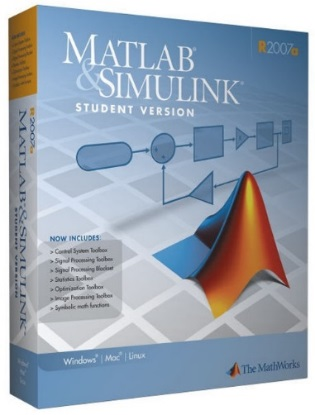 R2007a
MATLAB®
& SIMULINK®
STUDENT VERSION
NOW INCLUDES:
> Control System Toolbox
> Signal Processing Toolbox
> Signal Processing Blockset
> Statistics Toolbox
> Optimization Toolbox
> Image Processing Toolbox
> Symbolic math functions
Windows® | Mac® | Linux
The MathWorks
R2007a
MATLAB® & SIMULINK®
STUDENT VERSION